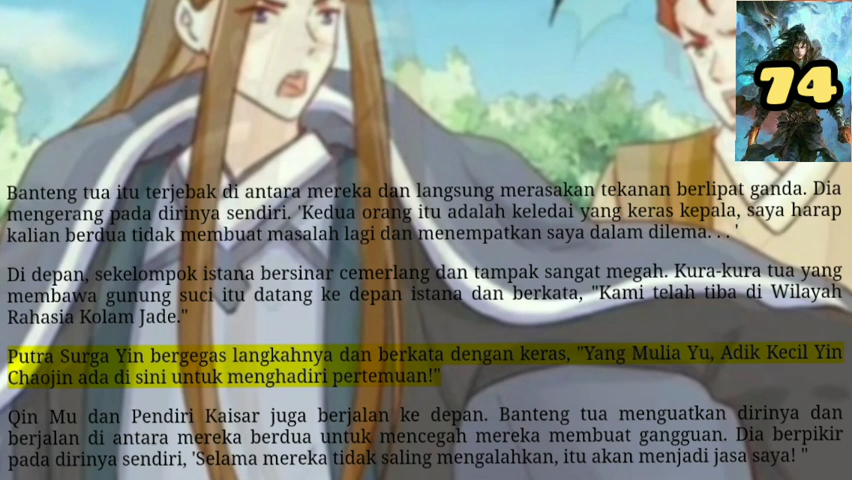 74
Banteng tua itu terjebak di antara mereka dan langsung merasakan tekanan berlipat ganda. Dia
mengerang pada dirinya sendiri. 'Kedua orang itu adalah keledai yang keras kepala, saya harap
kalian berdua tidak membuat masalah lagi dan menempatkan saya dalam dilema. . . '
Di depan, sekelompok istana bersinar cemerlang dan tampak sangat megah. Kura-kura tua yang
membawa gunung suci itu datang ke depan istana dan berkata, "Kami telah tiba di Wilayah
Rahasia Kolam Jade."
Putra Surga Yin bergegas langkahnya dan berkata dengan keras, "Yang Mulia Yu, Adik Kecil Yin
Chaojin ada di sini untuk menghadiri pertemuan!"
Qin Mu dan Pendiri Kaisar juga berjalan ke depan. Banteng tua menguatkan dirinya dan
berjalan di antara mereka berdua untuk mencegah mereka membuat gangguan. Dia berpikir
pada dirinya sendiri, 'Selama mereka tidak saling mengalahkan, itu akan menjadi jasa saya! "